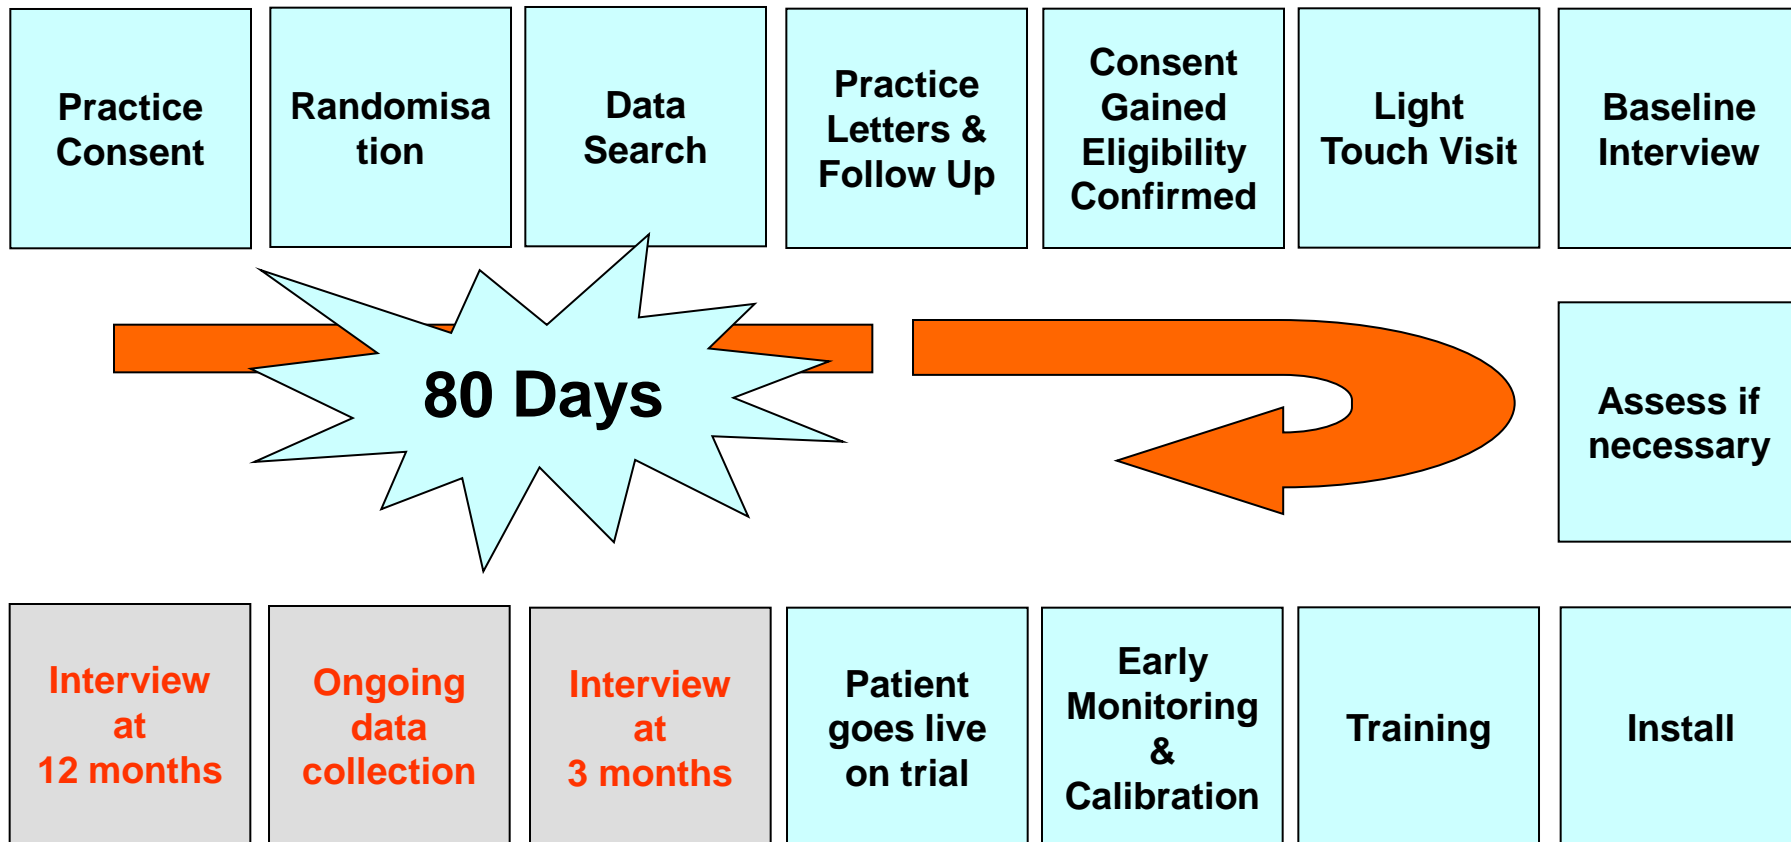 Practice
Consent
Randomisa
tion
Data
Search
Practice
Letters &
Follow Up
Consent
Gained
Eligibility
Confirmed
Light
Touch Visit
Baseline
Interview
80 Days
Assess if
necessary
Interview
at
12 months
Ongoing
data
collection
Interview
at
3 months
Patient
goes live
on trial
Early
Monitoring
&
Calibration
Training
Install